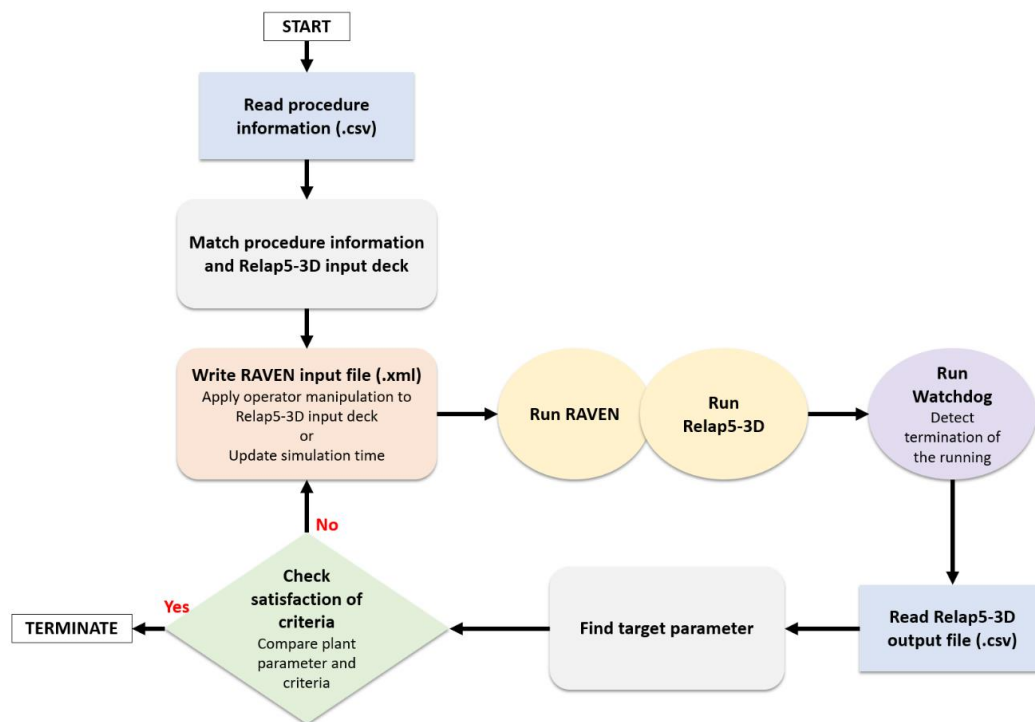 START
Read procedure
information (.csv)
Match procedure information
and Relap5-3D input deck
Write RAVEN input file (.xml)
Apply operator manipulation to
Relap5-3D input deck
or
Update simulation time
Run RAVEN
Run
Relap5-3D
Run
Watchdog
Detect
termination of
the running
Read Relap5-3D
output file (.csv)
Find target parameter
Check
satisfaction of
criteria
Compare plant
parameter and
criteria
No
Yes
TERMINATE